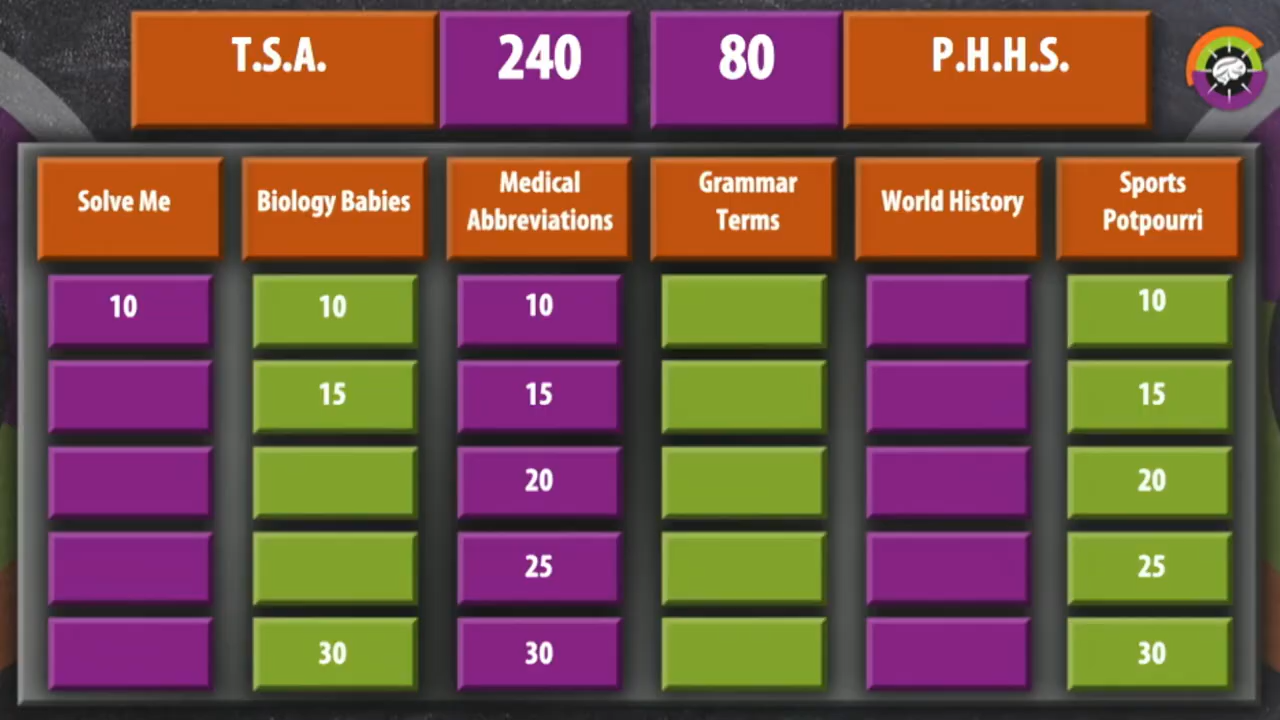 T.S.A. 240 80 P.H.H.S.
Solve Me
Biology Babies
Medical
Abbreviations
Grammar
Terms
World History
Sports
Potpourri
10 10 10 10
15 15 15
20 20
25 25
30 30 30